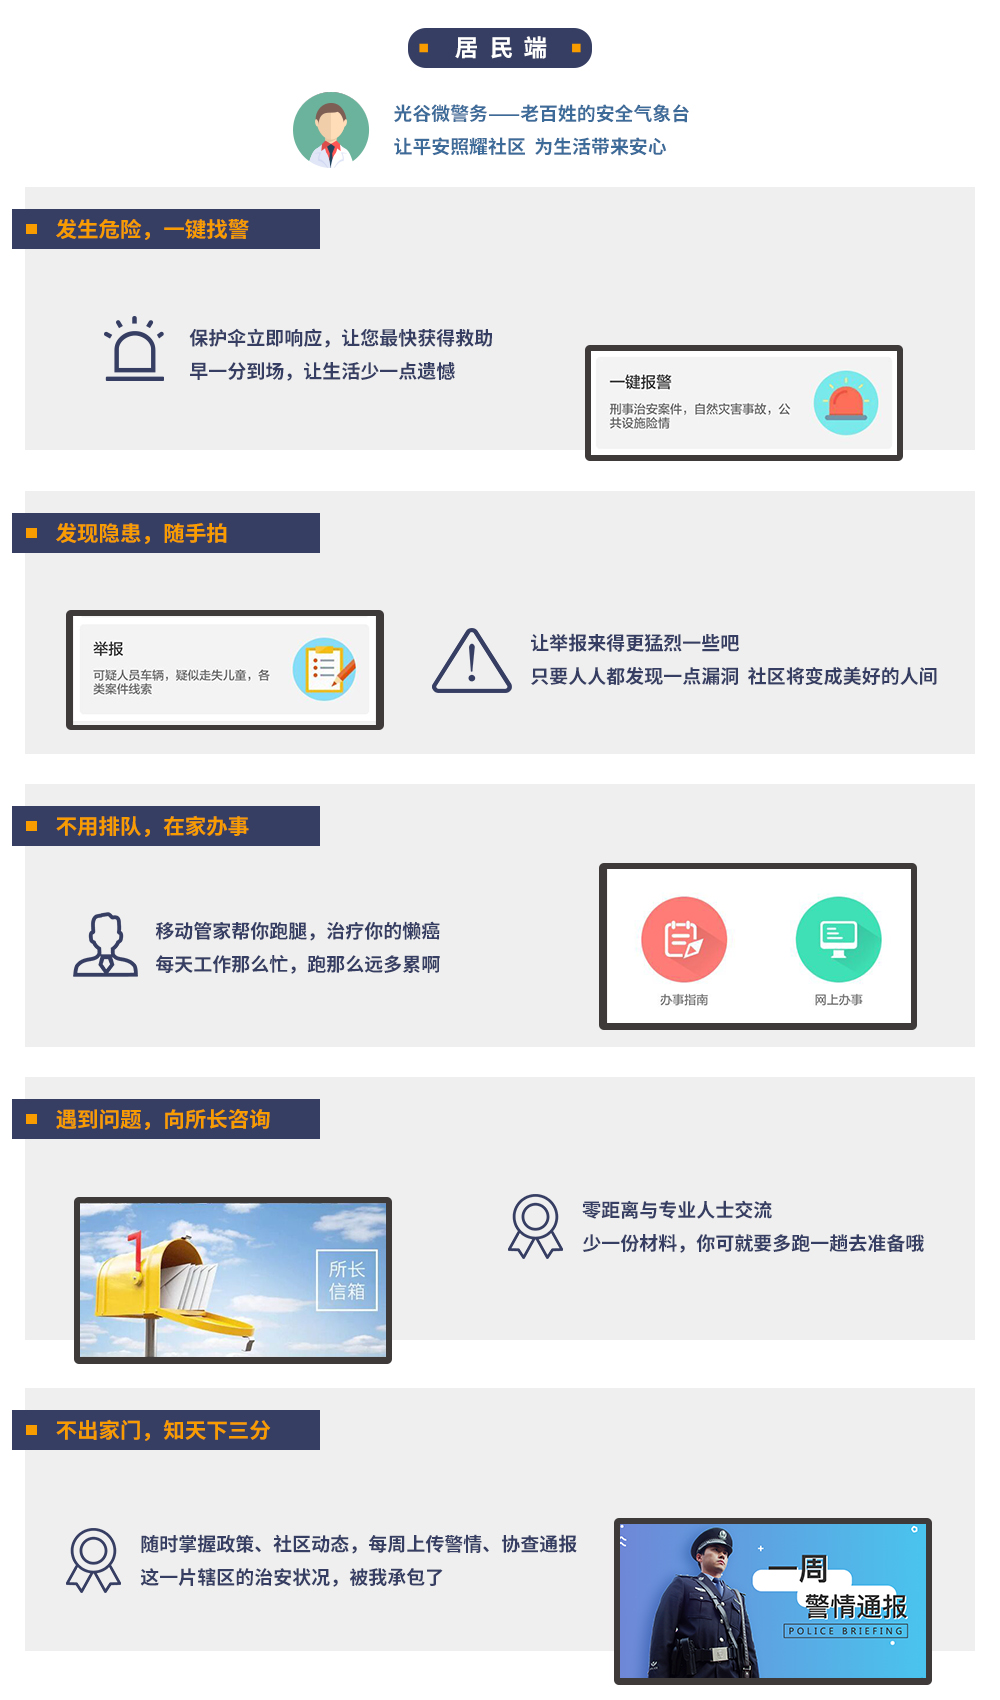 居民端
光谷微警务——老百姓的安全气象台
让平安照耀社区 为生活带来安心
发生危险，一键找警
保护伞立即响应，让您最快获得救助
早一分到场，让生活少一点遗憾
一键报警
刑事治安案件，自然灾害事故，公
共设施险情
发现隐患，随手拍
举报
可疑人员车辆，疑似走失儿童，各
类案件线索
让举报来得更猛烈一些吧
只要人人都发现一点漏洞 社区将变成美好的人间
不用排队，在家办事
移动管家帮你跑腿，治疗你的懒癌
每天工作那么忙，跑那么远多累啊
办事指南
网上办事
遇到问题，向所长咨询
零距离与专业人士交流
少一份材料，你可就要多跑一趟去准备哦
所长
信箱
不出家门，知天下三分
随时掌握政策、社区动态，每周上传警情、协查通报
这一片辖区的治安状况，被我承包了
一周
警情通报
POLICE BRIEFING